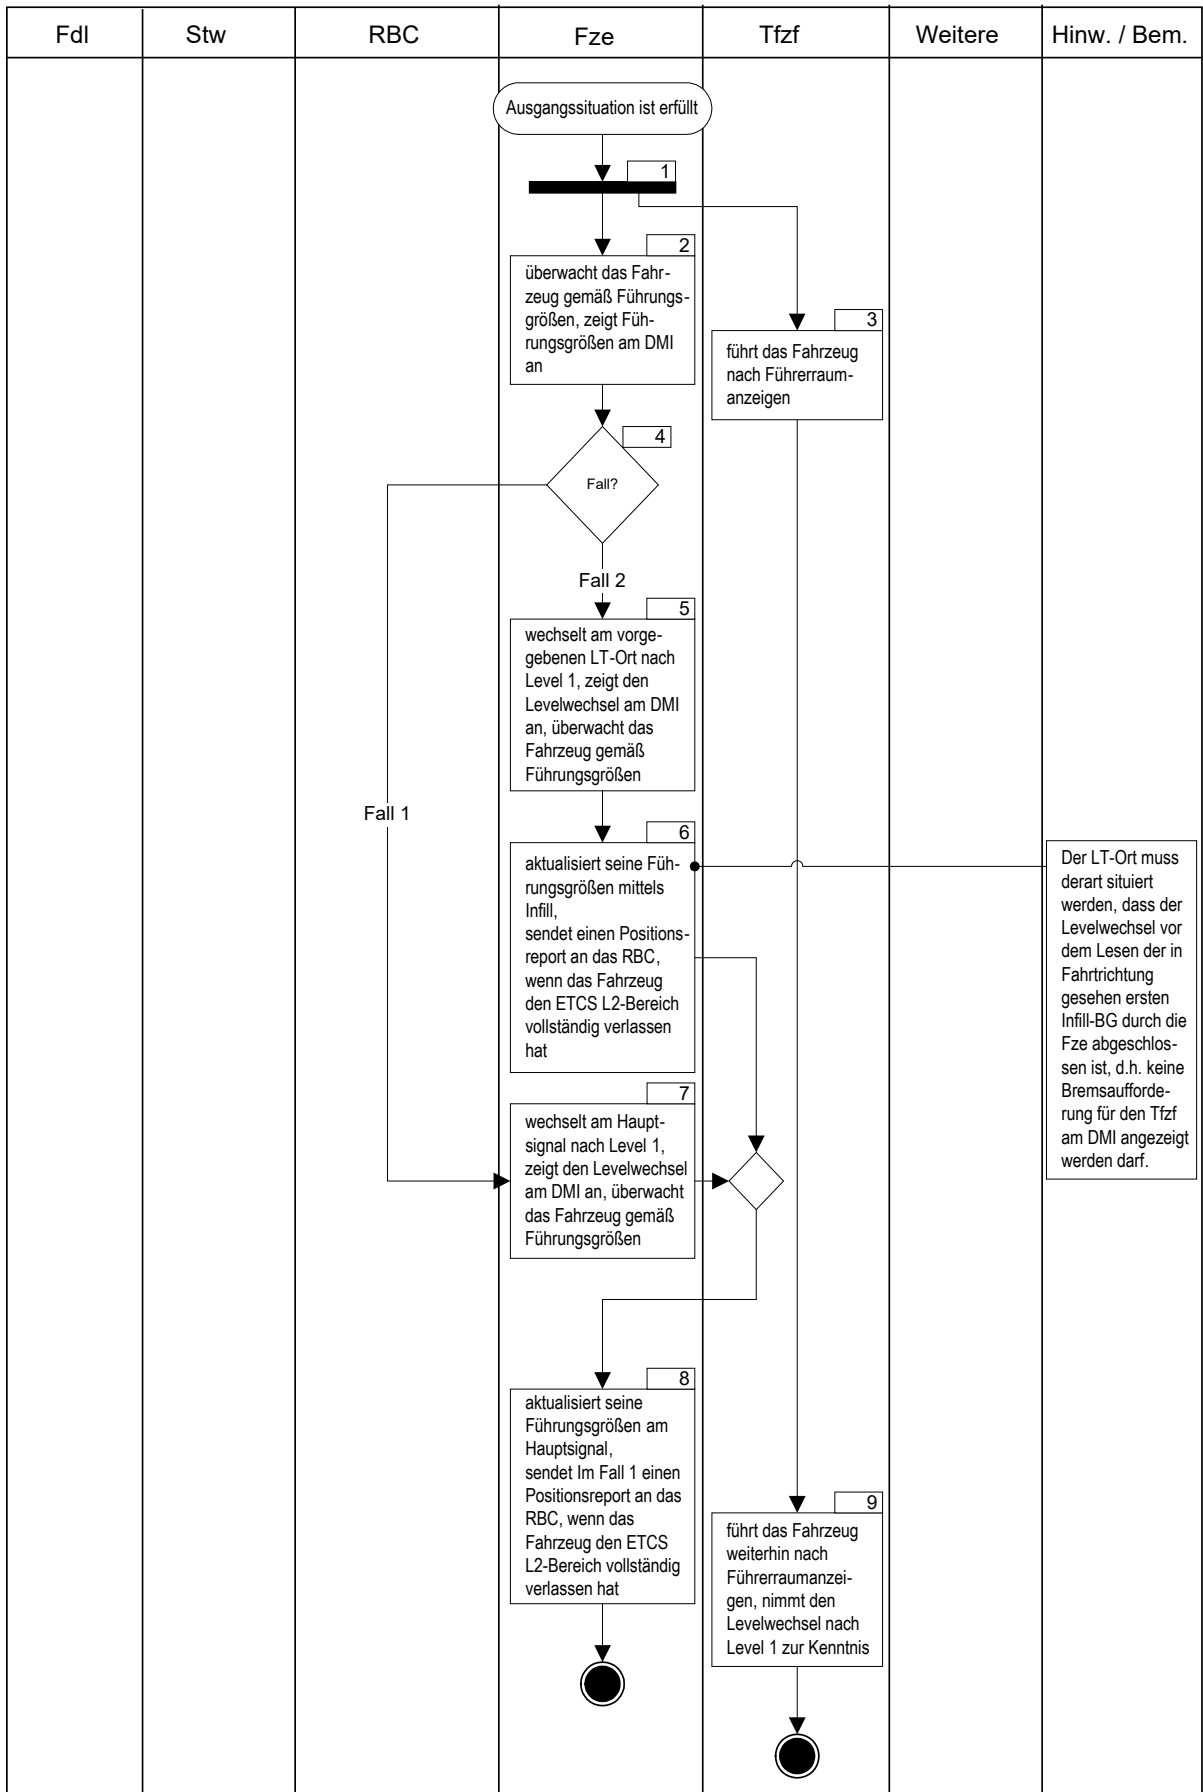 Fdl
Stw
RBC
Fze
Tfzf
Weitere
Hinw. / Bem.
Ausgangssituation ist erfüllt
1
2
überwacht das Fahr-
zeug gemäß Führungs-
größen, zeigt Füh-
rungsgrößen am DMI
an
3
führt das Fahrzeug
nach Führerraum-
anzeigen
4
Fall?
Fall 2
5
wechselt am vorge-
gebenen LT-Ort nach
Level 1, zeigt den
Levelwechsel am DMI
an, überwacht das
Fahrzeug gemäß
Führungsgrößen
Fall 1
6
aktualisiert seine Füh-
rungsgrößen mittels
Infill,
sendet einen Positions-
report an das RBC,
wenn das Fahrzeug
den ETCS L2-Bereich
vollständig verlassen
hat
Der LT-Ort muss
derart situiert
werden, dass der
Levelwechsel vor
dem Lesen der in
Fahrtrichtung
gesehen ersten
Infill-BG durch die
Fze abgeschlos-
sen ist, d.h. keine
Bremsaufforde-
rung für den Tfzf
am DMI angezeigt
werden darf.
7
wechselt am Haupt-
signal nach Level 1,
zeigt den Levelwechsel
am DMI an, überwacht
das Fahrzeug gemäß
Führungsgrößen
8
aktualisiert seine
Führungsgrößen am
Hauptsignal,
sendet Im Fall 1 einen
Positionsreport an das
RBC, wenn das
Fahrzeug den ETCS
L2-Bereich vollständig
verlassen hat
9
führt das Fahrzeug
weiterhin nach
Führerraumanzei-
gen, nimmt den
Levelwechsel nach
Level 1 zur Kenntnis